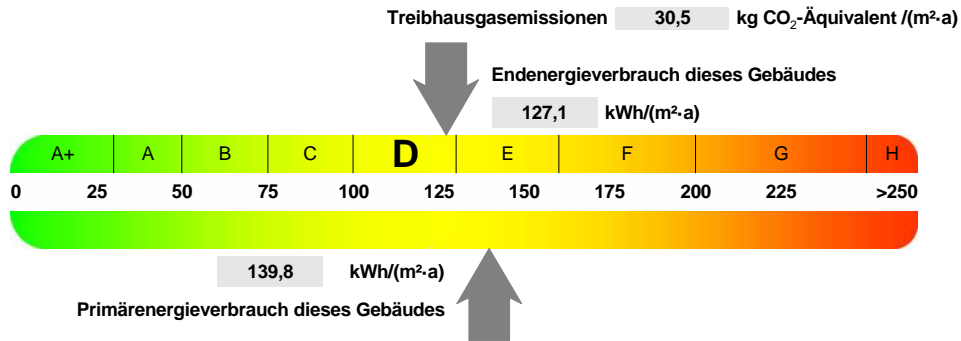 Treibhausgasemissionen 30,5 kg CO₂-Äquivalent /(m²·a)
Endenergieverbrauch dieses Gebäudes
127,1 kWh/(m²·a)
A+ A B C D E F G H
0 25 50 75 100 125 150 175 200 225 >250
139,8 kWh/(m²·a)
Primärenergieverbrauch dieses Gebäudes